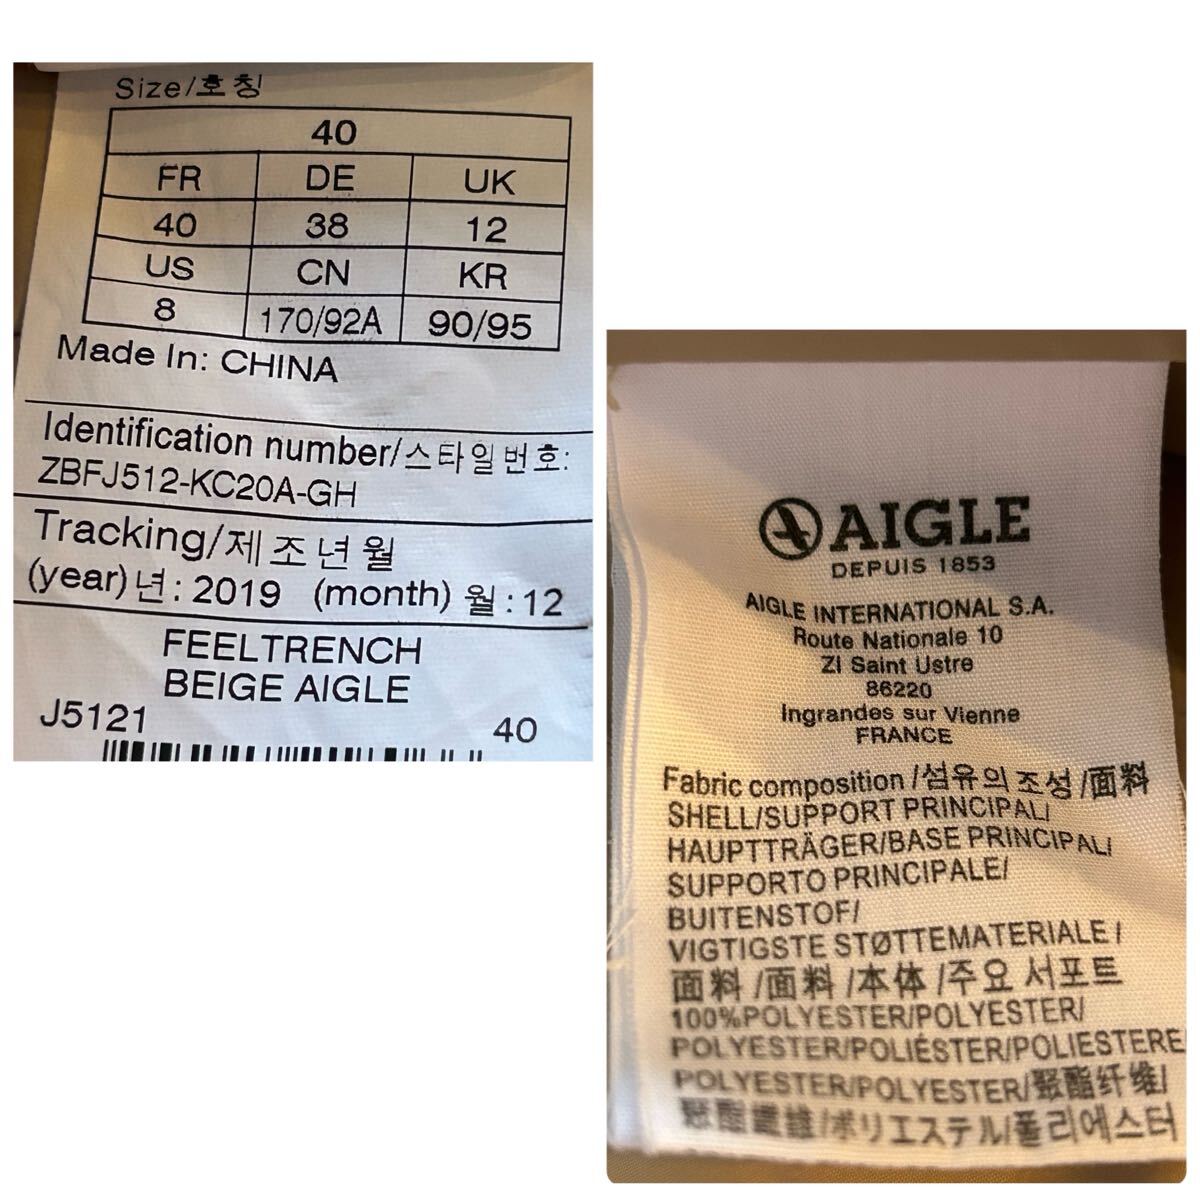 Size/호칭
40
FR DE UK
40 38 12
US CN KR
8 170/92A 90/95
Made In: CHINA
Identification number/스타일번호:
ZBFJ512-KC20A-GH
Tracking/제조년월
(year)년: 2019 (month) 월: 12
FEELTRENCH
BEIGE AIGLE
J5121 40
AIGLE
DEPUIS 1853
AIGLE INTERNATIONAL S.A.
Route Nationale 10
ZI Saint Ustre
86220
Ingrandes sur Vienne
FRANCE
Fabric composition/섬유의조성/面料
SHELL/SUPPORT PRINCIPAL/
HAUPTTRÄGER/BASE PRINCIPAL/
SUPPORTO PRINCIPALE/
BUITENSTOF/
VIGTIGSTE STØTTEMATERIALE/
面料/面料/本体/주요 서포트
100%POLYESTER/POLYESTER/
POLYESTER/POLIÉSTER/POLIESTERE
POLYESTER/POLYESTER/聚酯纤维/
聚酯纖維/ポリエステル/폴리에스터